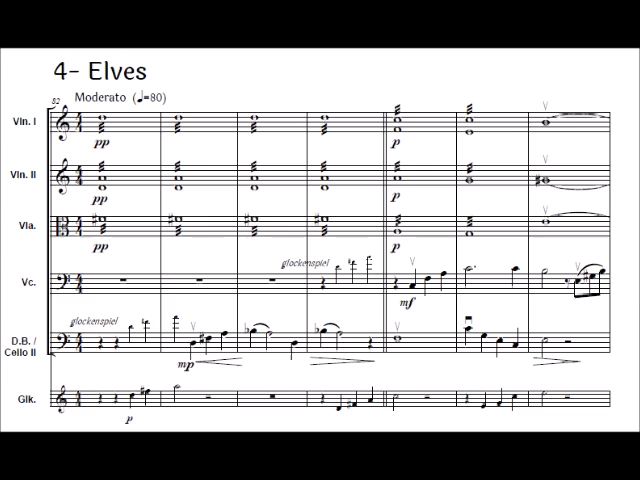 4- Elves
82
Moderato (♩=80)
Vln. I
pp
p
Vln. II
pp
p
Vla.
pp
p
glockenspiel
Vc.
mf
glockenspiel
D.B. /
Cello II
mp
Glk.
p